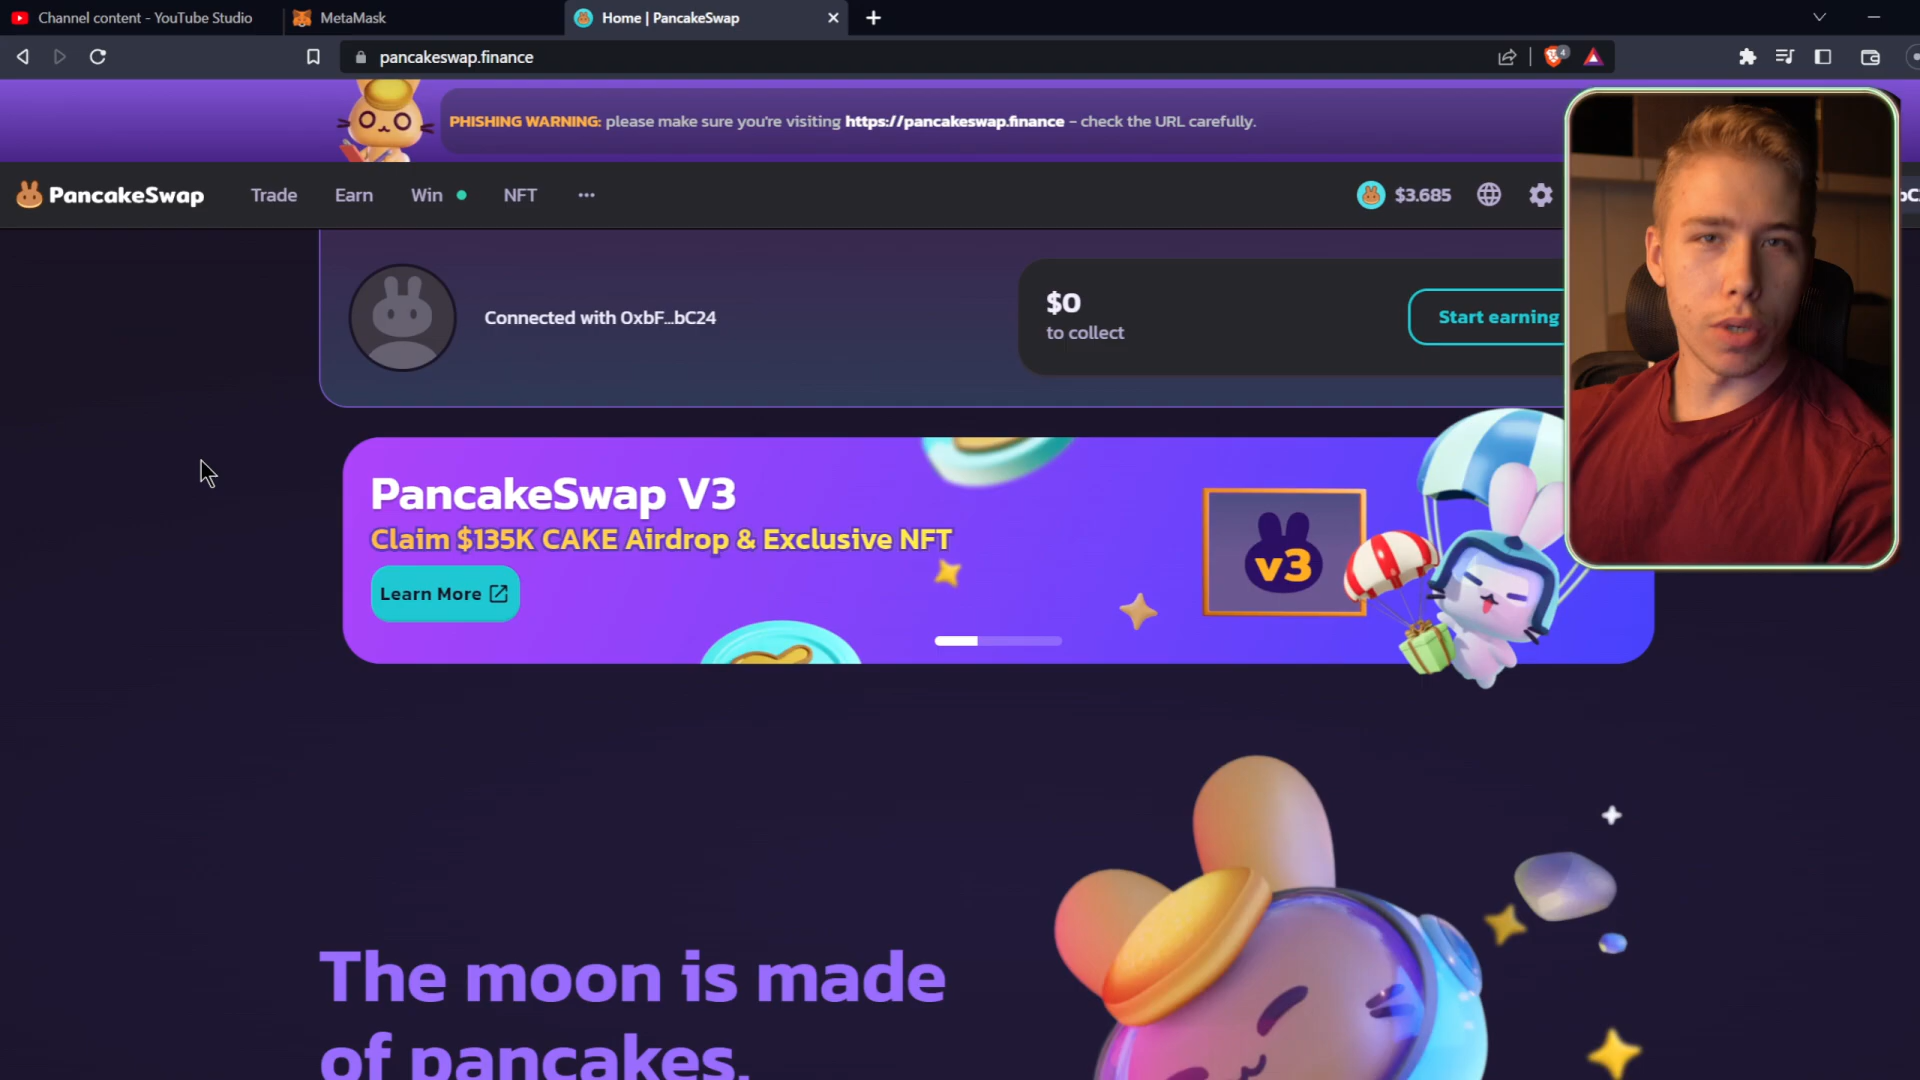 Channel content - YouTube Studio
MetaMask
Home | PancakeSwap
pancakeswap.finance
4
PHISHING WARNING: please make sure you're visiting https://pancakeswap.finance - check the URL carefully.
PancakeSwap
Trade
Earn
Win
NFT
$3.685
Connected with 0xbF...bC24
$0
to collect
Start earning
PancakeSwap V3
Claim $135K CAKE Airdrop & Exclusive NFT
Learn More
v3
The moon is made
of pancakes.